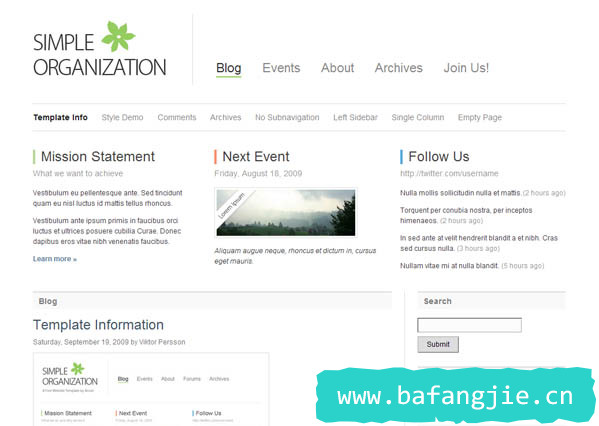 SIMPLE
ORGANIZATION
Blog Events About Archives Join Us!
Template Info Style Demo Comments Archives No Subnavigation Left Sidebar Single Column Empty Page
Mission Statement
What we want to achieve
Vestibulum eu pellentesque ante. Sed tincidunt
quam eu nisl luctus id mattis tellus rhoncus.
Vestibulum ante ipsum primis in faucibus orci
luctus et ultrices posuere cubilia Curae. Donec
dapibus eros vitae nibh venenatis faucibus.
Learn more »
Next Event
Friday, August 18, 2009
Lorem Ipsum
Aliquam augue neque, rhoncus et dictum in, cursus
eget mauris.
Follow Us
http://twitter.com/username
Nulla mollis sollicitudin nulla et mattis. (2 hours ago)
Torquent per conubia nostra, per inceptos
himenaeos. (2 hours ago)
In sed ante at velit hendrerit blandit a et nibh. Cras
sed cursus nulla. (3 hours ago)
Nullam vitae mi at nulla blandit. (5 hours ago)
Blog
Template Information
Saturday, September 19, 2009 by Viktor Persson
SIMPLE
ORGANIZATION
Blog Events About Forums Archives
Mission Statement Next Event Follow Us
Search
Submit
www.bafangjie.cn